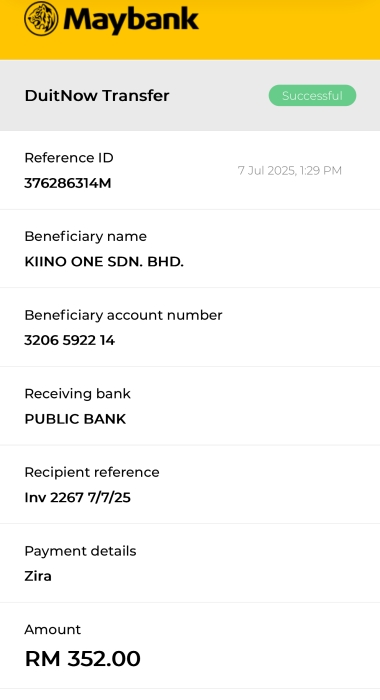 Maybank
DuitNow Transfer
Successful
Reference ID
376286314M
7 Jul 2025, 1:29 PM
Beneficiary name
KIINO ONE SDN. BHD.
Beneficiary account number
3206 5922 14
Receiving bank
PUBLIC BANK
Recipient reference
Inv 2267 7/7/25
Payment details
Zira
Amount
RM 352.00